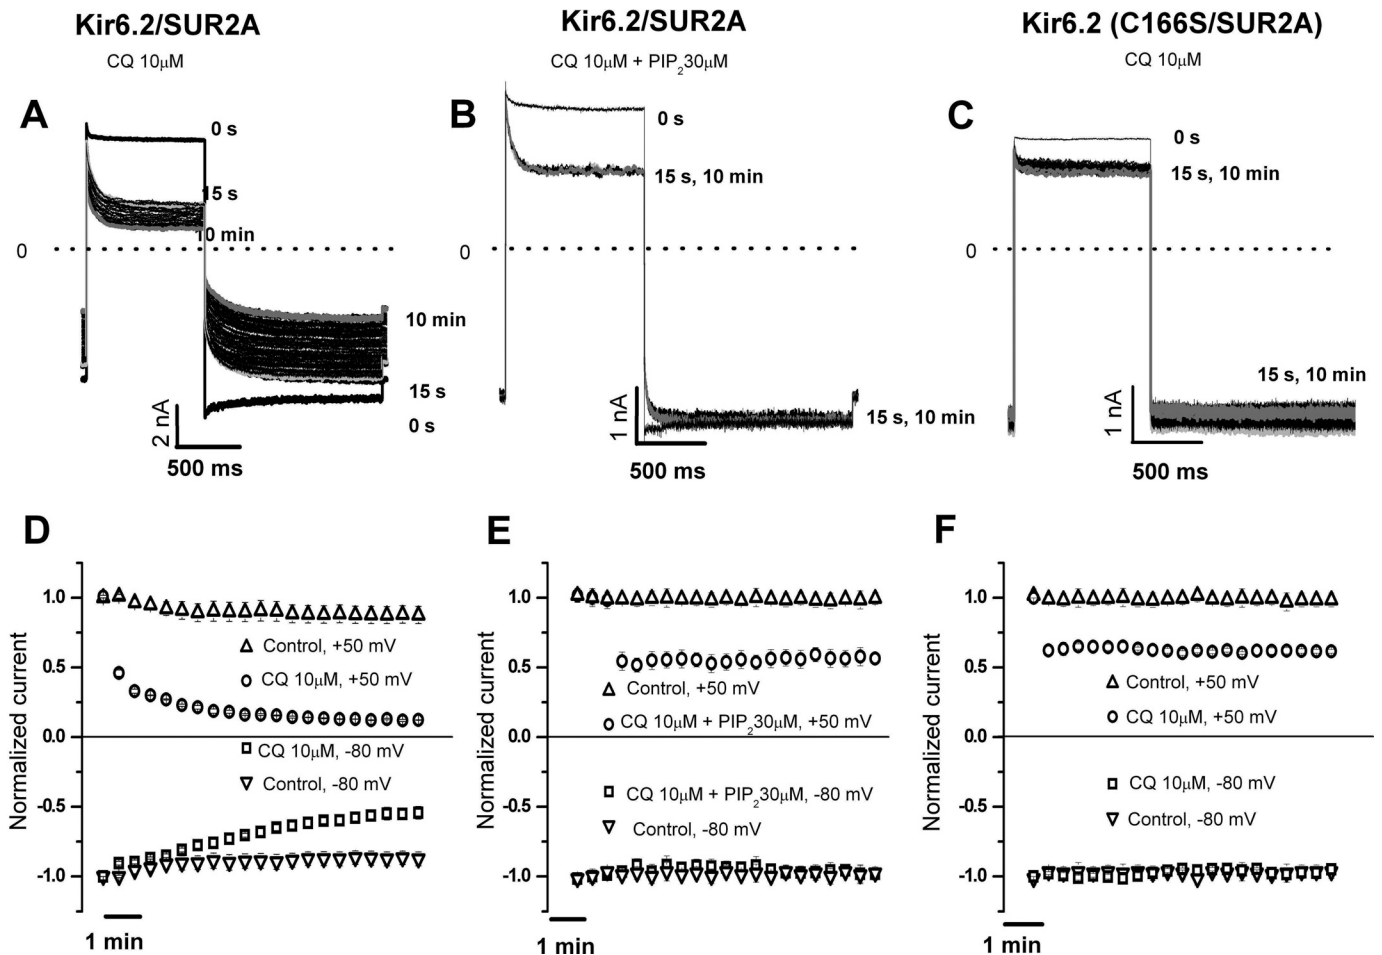 Kir6.2/SUR2A
CQ 10μM
Kir6.2/SUR2A
CQ 10μM + PIP₂30μM
Kir6.2 (C166S/SUR2A)
CQ 10μM
A
0 s
15 s
10 min
0
10 min
15 s
0 s
2 nA
500 ms
B
0 s
15 s, 10 min
0
15 s, 10 min
1 nA
500 ms
C
0 s
15 s, 10 min
0
15 s, 10 min
1 nA
500 ms
D
Normalized current
1.0
0.5
0.0
-0.5
-1.0
Control, +50 mV
CQ 10μM, +50 mV
CQ 10μM, -80 mV
Control, -80 mV
1 min
E
Normalized current
1.0
0.5
0.0
-0.5
-1.0
Control, +50 mV
CQ 10μM + PIP₂30μM, +50 mV
CQ 10μM + PIP₂30μM, -80 mV
Control, -80 mV
1 min
F
Normalized current
1.0
0.5
0.0
-0.5
-1.0
Control, +50 mV
CQ 10μM, +50 mV
CQ 10μM, -80 mV
Control, -80 mV
1 min